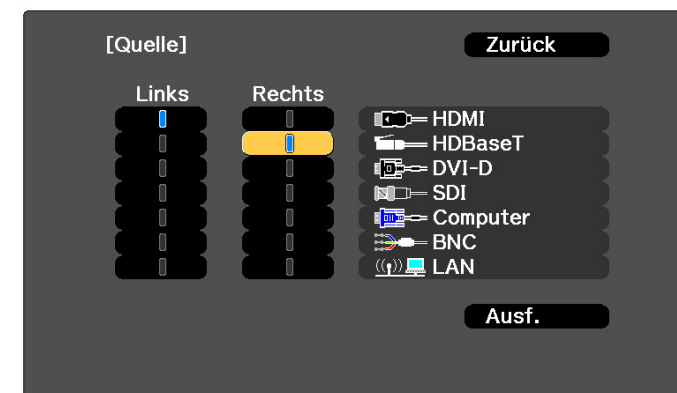 [Quelle] Zurück
Links Rechts
HDMI
HDBaseT
DVI-D
SDI
Computer
BNC
LAN
Ausf.